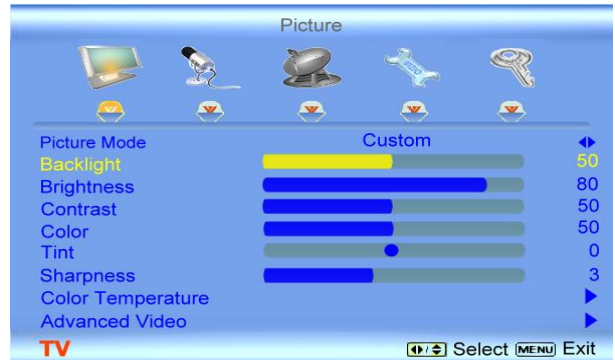 Picture
Picture Mode Custom
Backlight 50
Brightness 80
Contrast 50
Color 50
Tint 0
Sharpness 3
Color Temperature
Advanced Video
TV Select MENU Exit